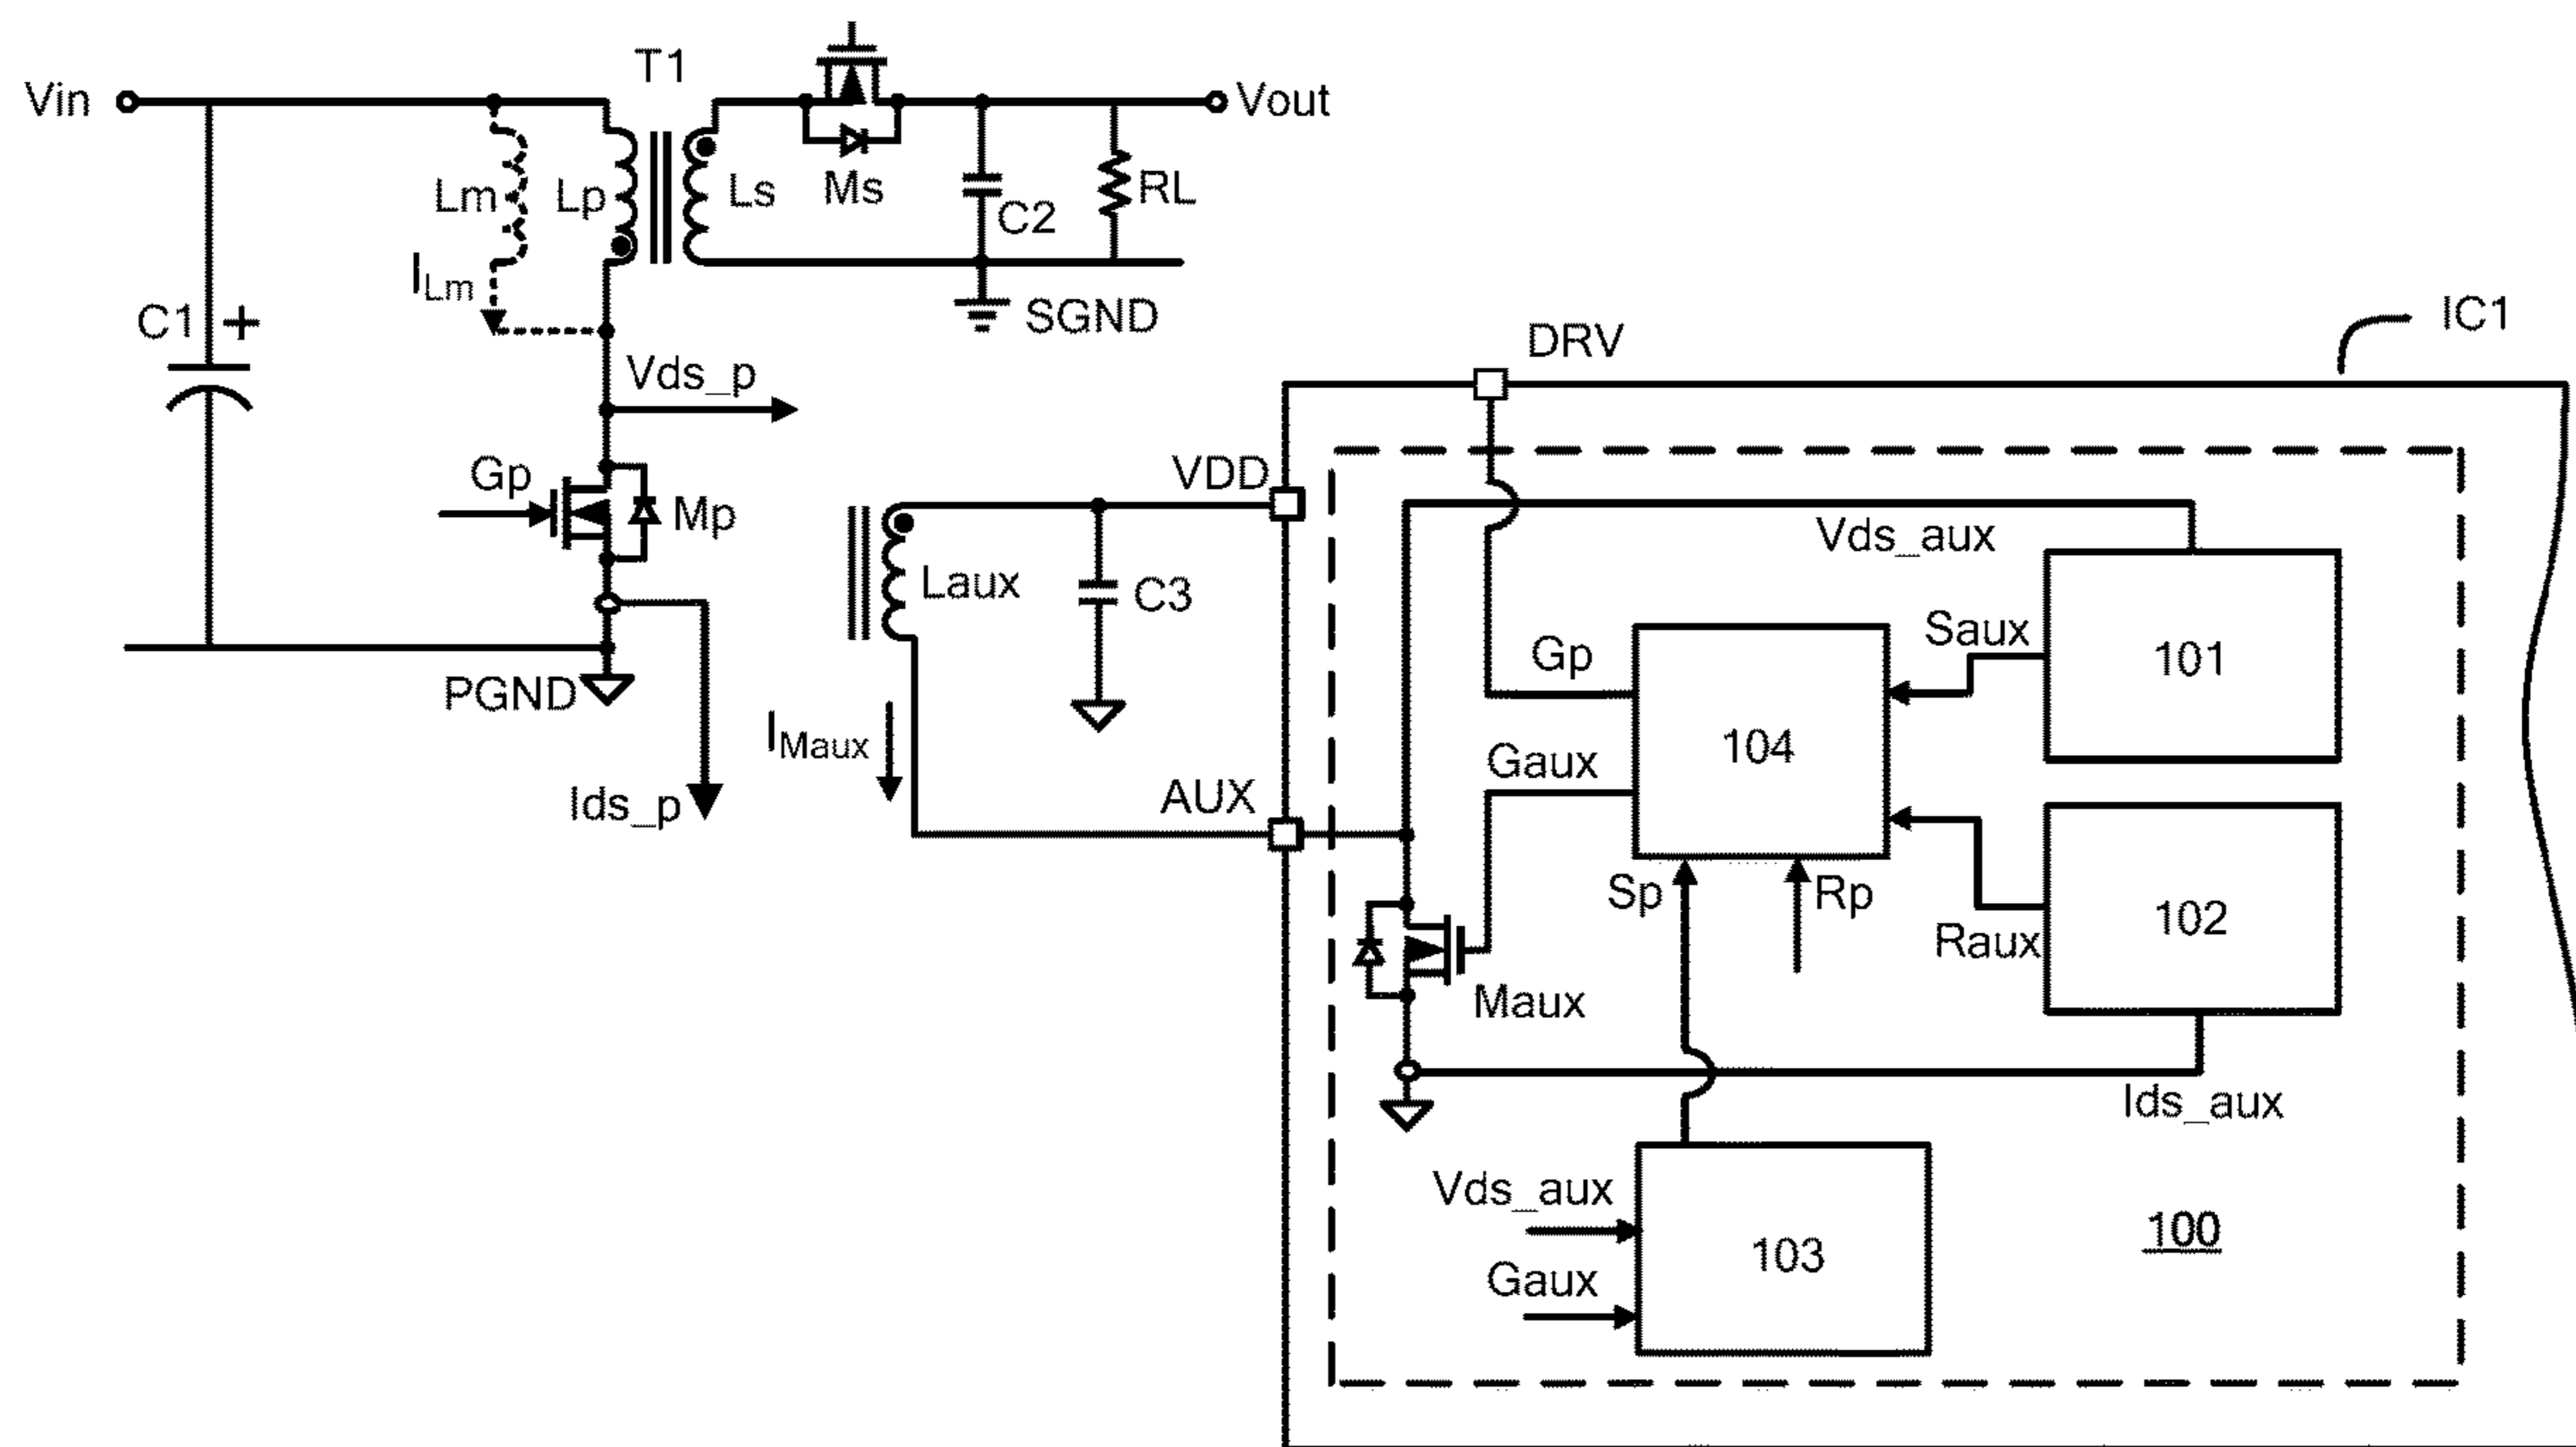 T1
Vin
Vout
Lm
Lp
Ls
Ms
C2
RL
ILm
C1
+
SGND
IC1
DRV
Vds_p
Gp
Mp
VDD
Vds_aux
Laux
C3
Saux
101
Gp
PGND
IMaux
104
Gaux
Ids_p
AUX
Sp
Rp
102
Raux
Maux
Ids_aux
Vds_aux
100
103
Gaux